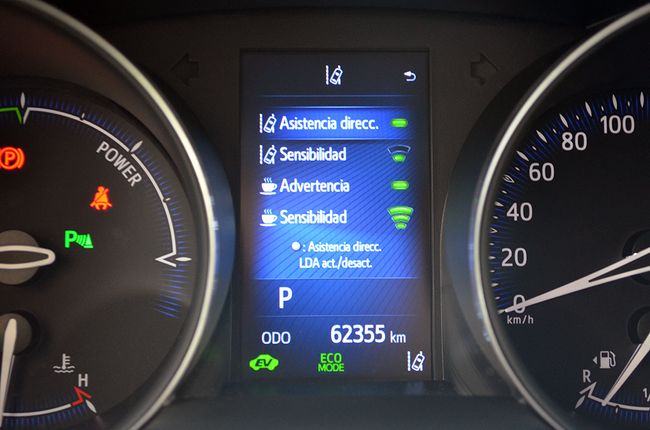 Asistencia direcc.
Sensibilidad
Advertencia
Sensibilidad
: Asistencia direcc.
LDA act./desact.
P
ODO 62355 km
EV
ECO
MODE
POWER
P
P
H
100
80
60
40
20
0
km/h
R
1/